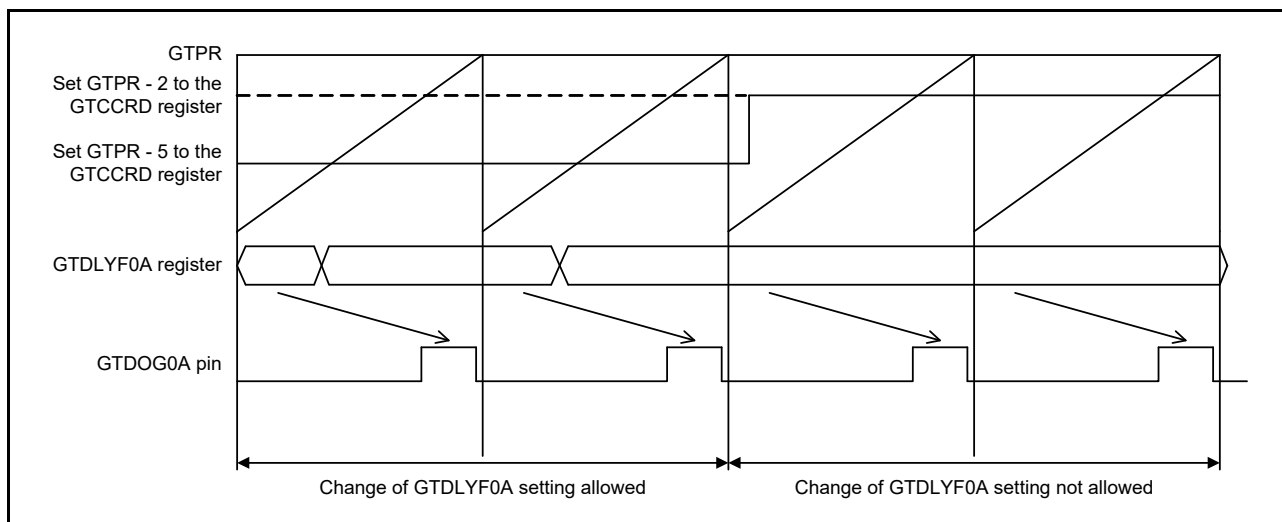 GTPR
Set GTPR - 2 to the
GTCCRD register
Set GTPR - 5 to the
GTCCRD register
GTDLYF0A register
GTDOG0A pin
Change of GTDLYF0A setting allowed
Change of GTDLYF0A setting not allowed